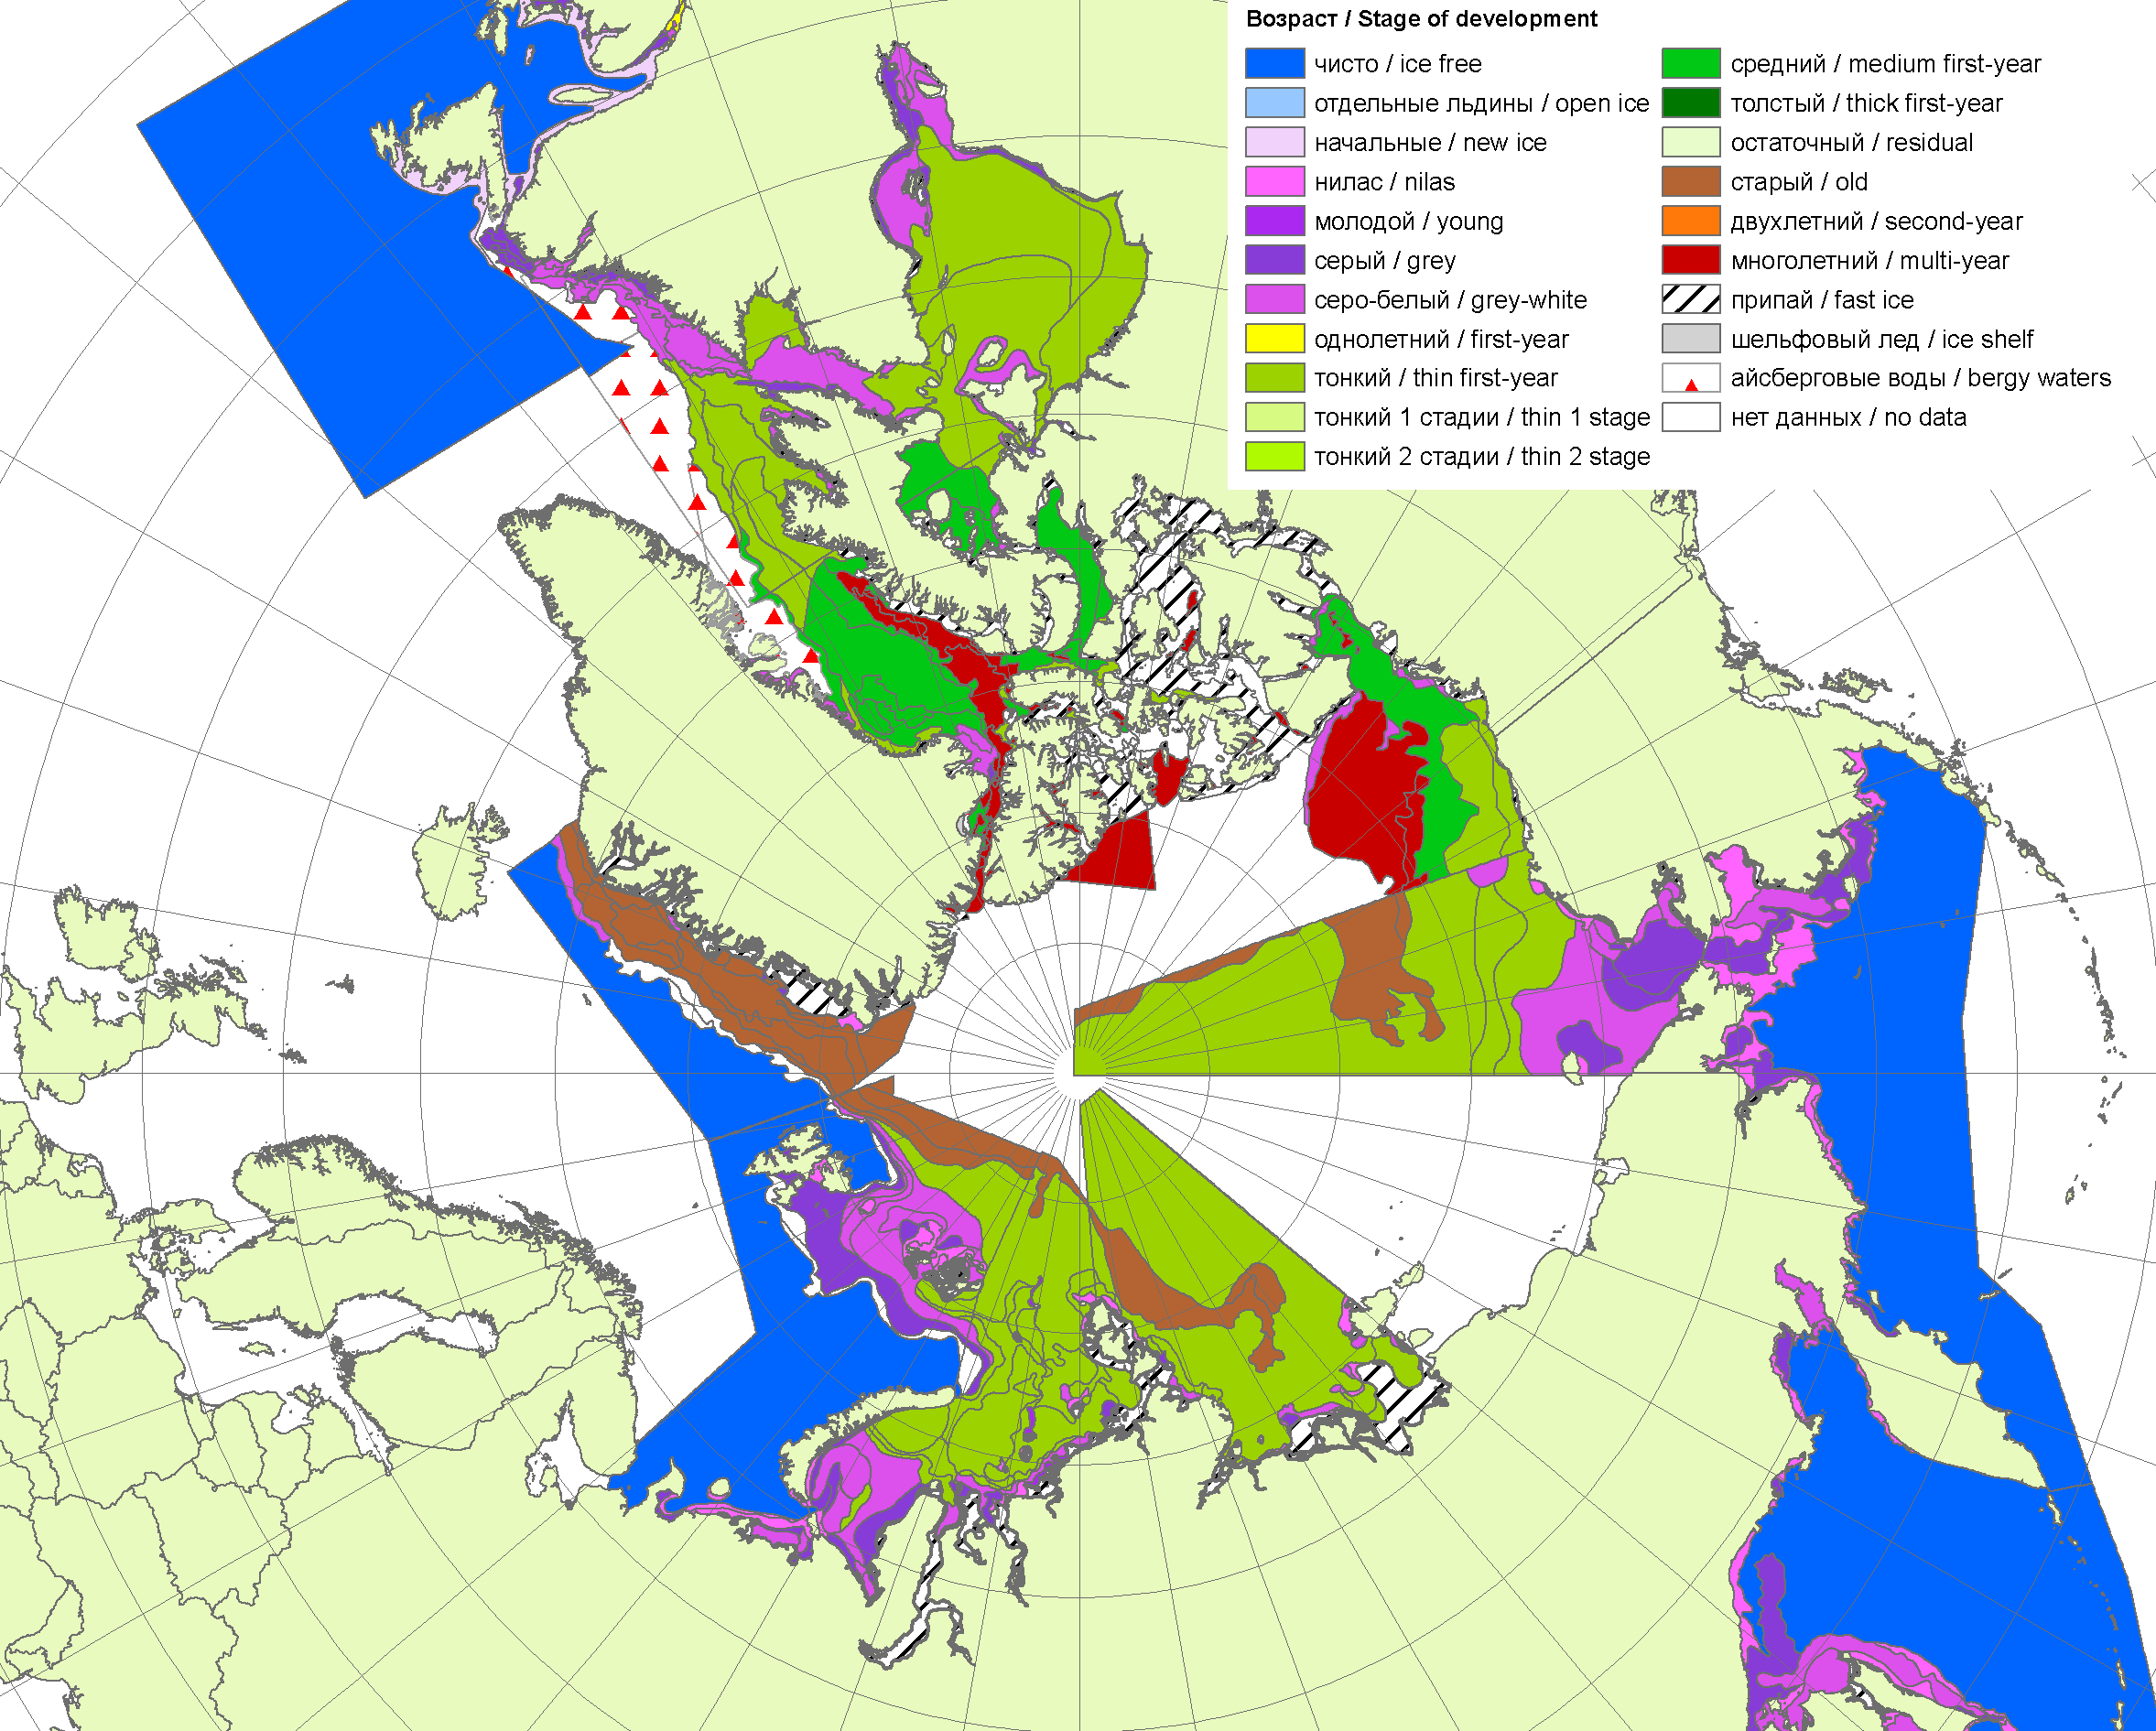 Возраст / Stage of development
чисто / ice free
отдельные льдины / open ice
начальные / new ice
нилас / nilas
молодой / young
серый / grey
серо-белый / grey-white
однолетний / first-year
тонкий / thin first-year
тонкий 1 стадии / thin 1 stage
тонкий 2 стадии / thin 2 stage
средний / medium first-year
толстый / thick first-year
остаточный / residual
старый / old
двухлетний / second-year
многолетний / multi-year
припай / fast ice
шельфовый лед / ice shelf
айсберговые воды / bergy waters
нет данных / no data